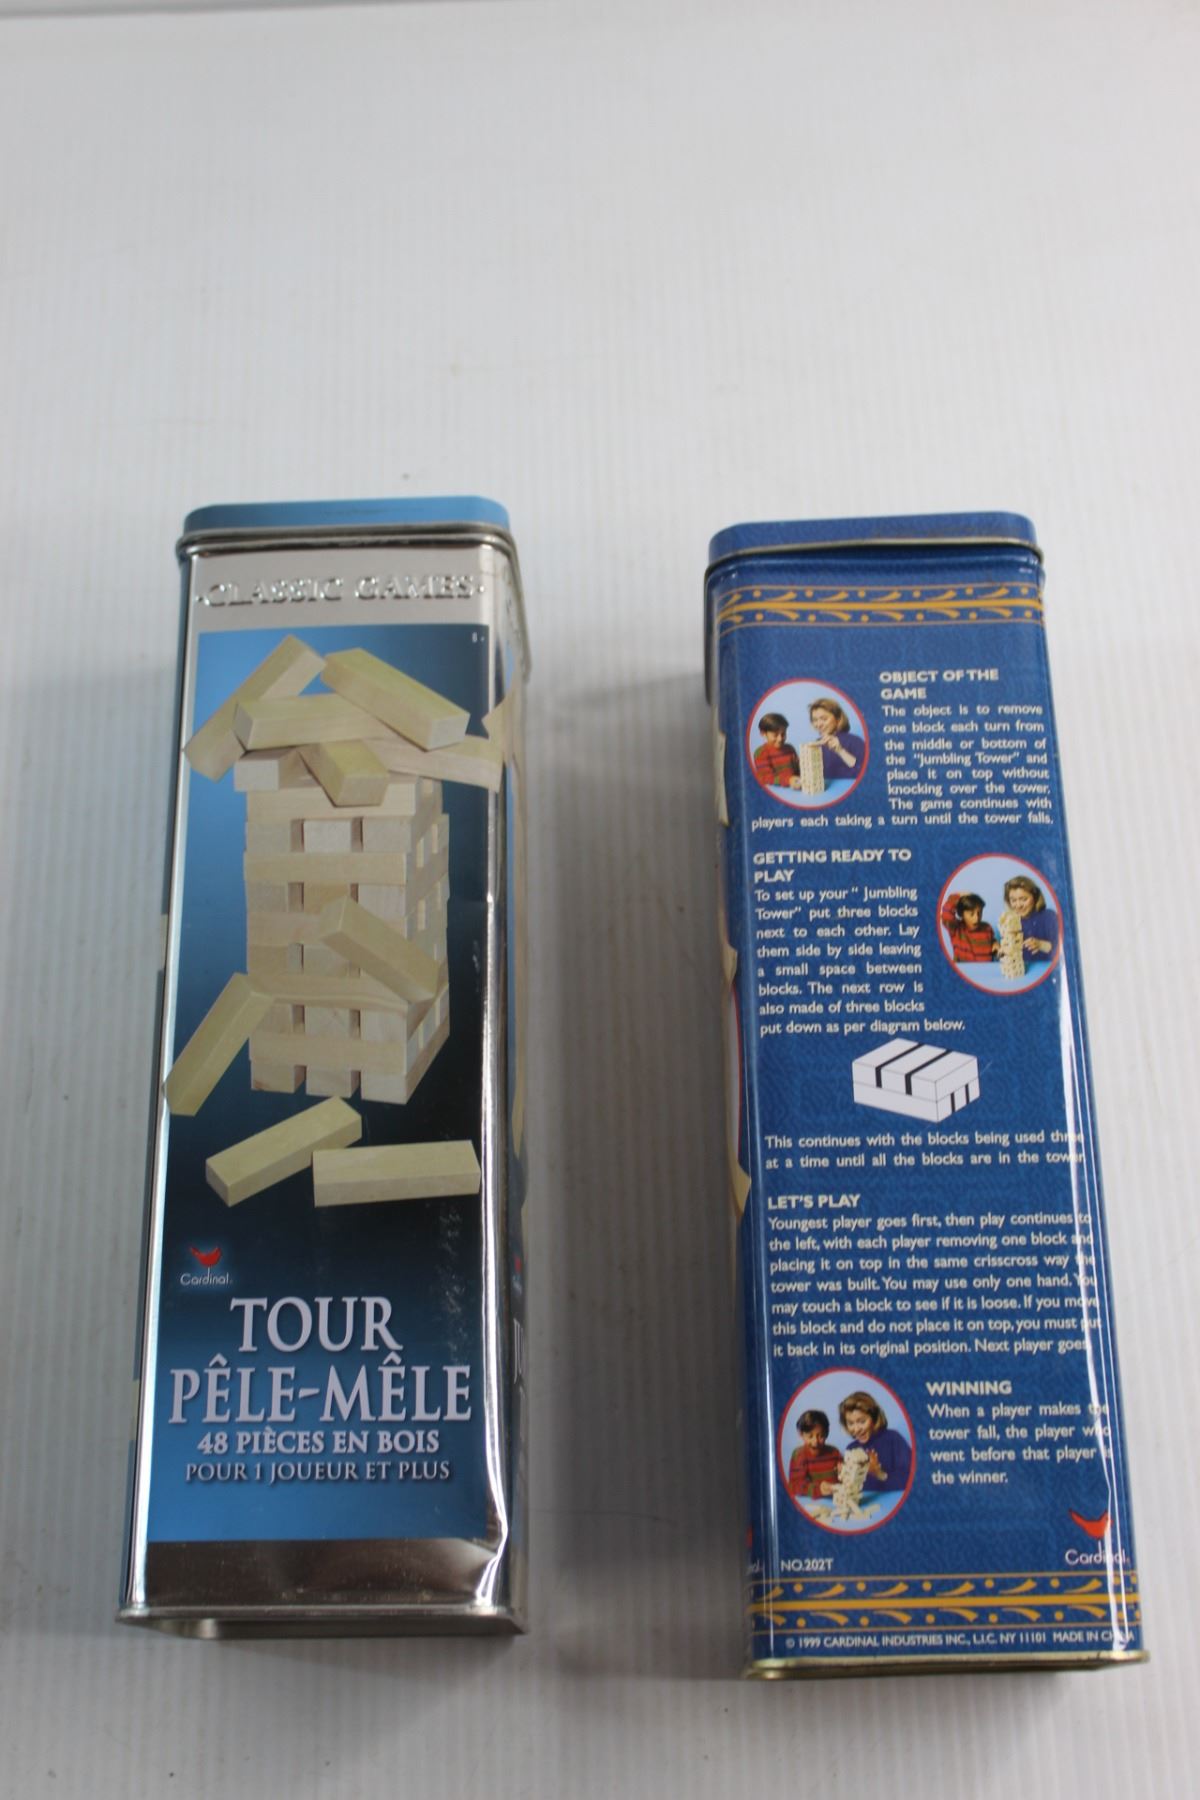 ·CLASSIC GAMES·
Cardinal
TOUR
PÊLE-MÊLE
48 PIÈCES EN BOIS
POUR 1 JOUEUR ET PLUS
OBJECT OF THE
GAME
The object is to remove
one block each turn from
the middle or bottom of
the "Jumbling Tower" and
place it on top without
knocking over the tower.
The game continues with
players each taking a turn until the tower falls.
GETTING READY TO
PLAY
To set up your " Jumbling
Tower" put three blocks
next to each other. Lay
them side by side leaving
a small space between
blocks. The next row is
also made of three blocks
put down as per diagram below.
This continues with the blocks being used three
at a time until all the blocks are in the tower.
LET'S PLAY
Youngest player goes first, then play continues to
the left, with each player removing one block and
placing it on top in the same crisscross way the
tower was built. You may use only one hand. You
may touch a block to see if it is loose. If you move
this block and do not place it on top, you must put
it back in its original position. Next player goes
WINNING
When a player makes the
tower fall, the player who
went before that player is
the winner.
Cardinal
NO.202T
© 1999 CARDINAL INDUSTRIES INC., L.I.C. NY 11101 MADE IN CHINA